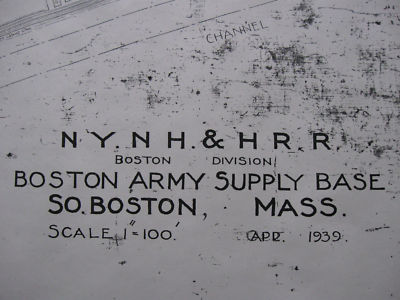 CHANNEL
N.Y. N H. & H R. R.
BOSTON DIVISION
BOSTON ARMY SUPPLY BASE
SO. BOSTON, MASS.
SCALE 1"=100'. APR. 1939.